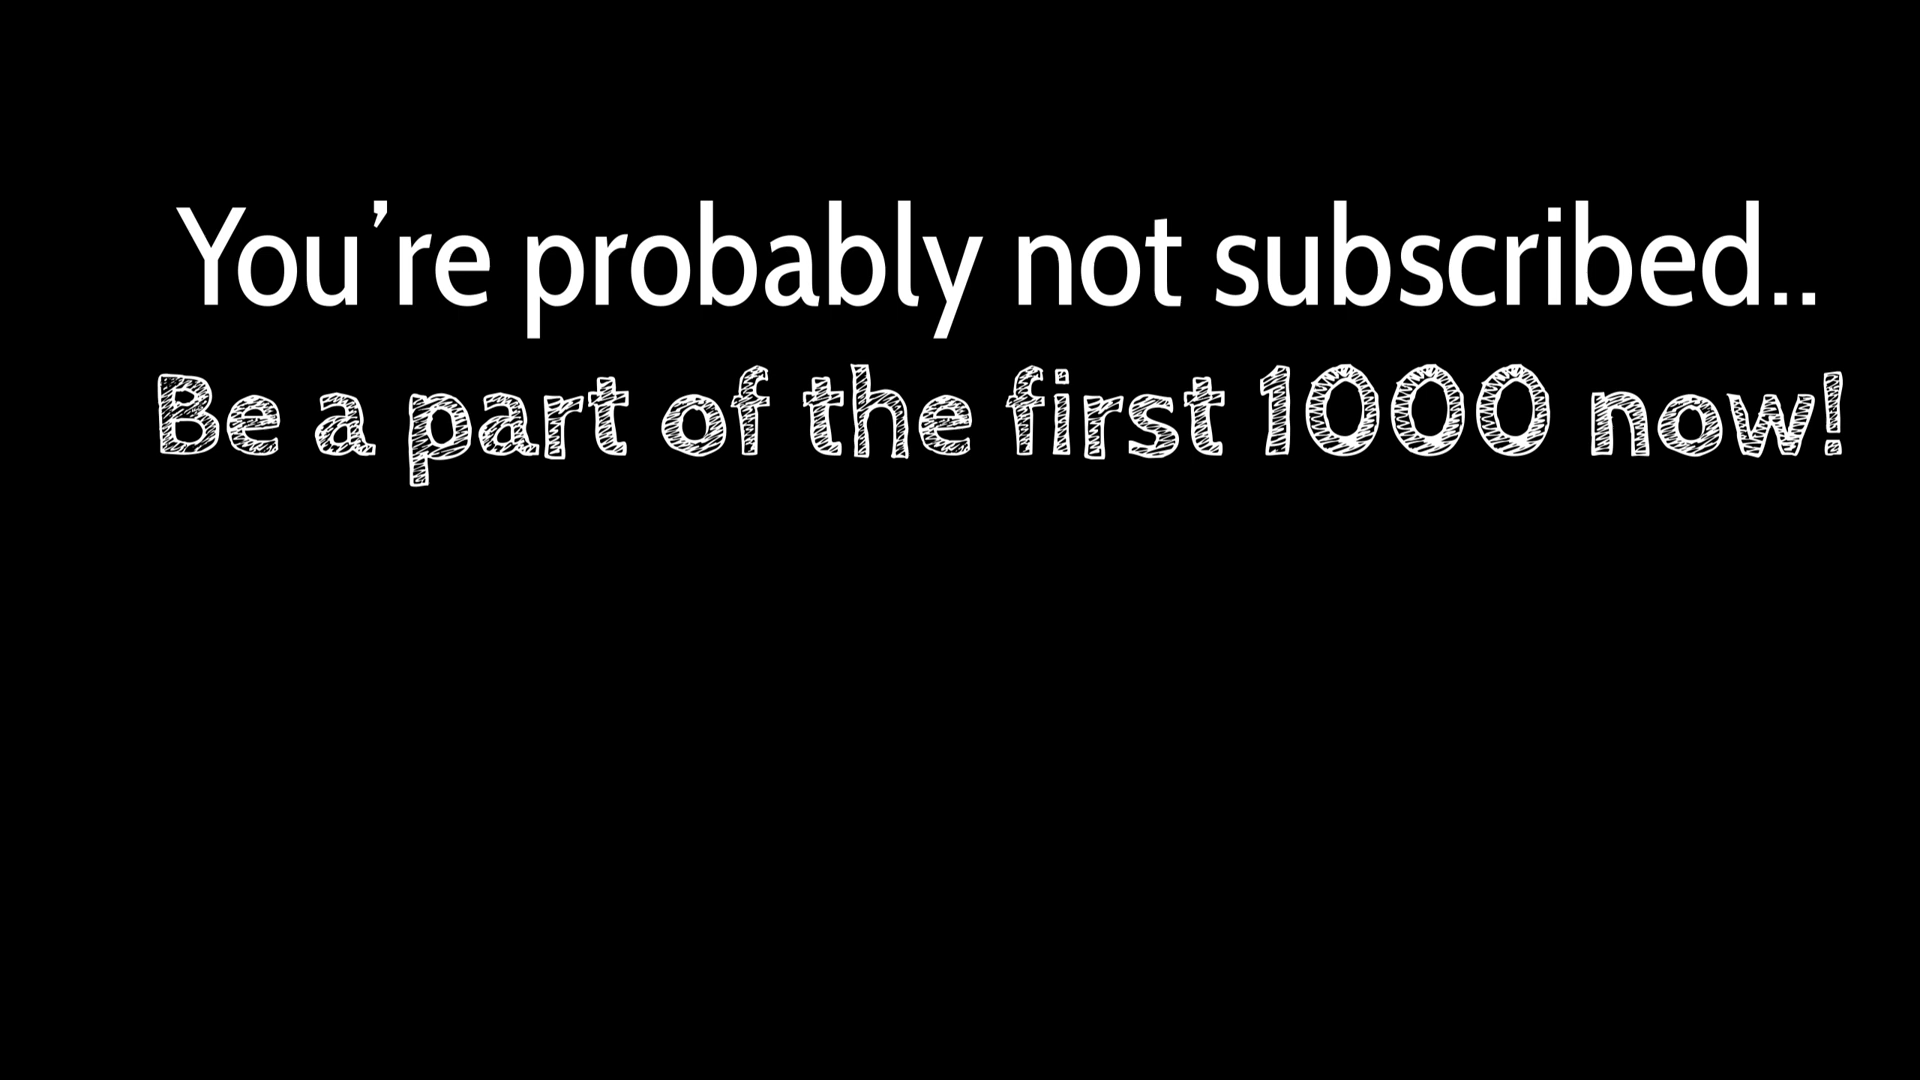 You’re probably not subscribed..
Be a part of the first 1000 now!